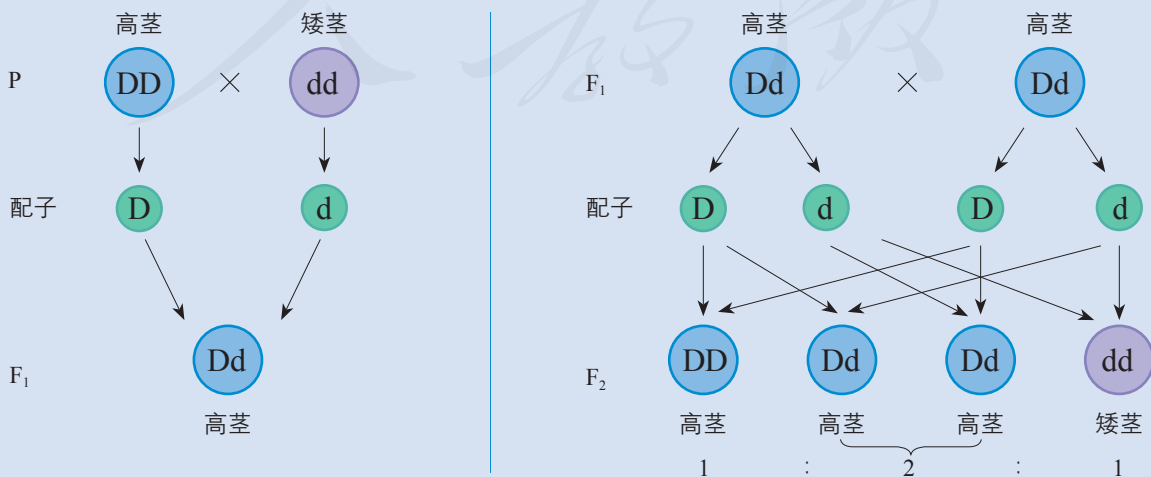 高茎 矮茎
P DD × dd
配子 D d
F₁ Dd
高茎
高茎 高茎
F₁ Dd × Dd
配子 D d D d
F₂ DD Dd Dd dd
高茎 高茎 高茎 矮茎
1 : 2 : 1